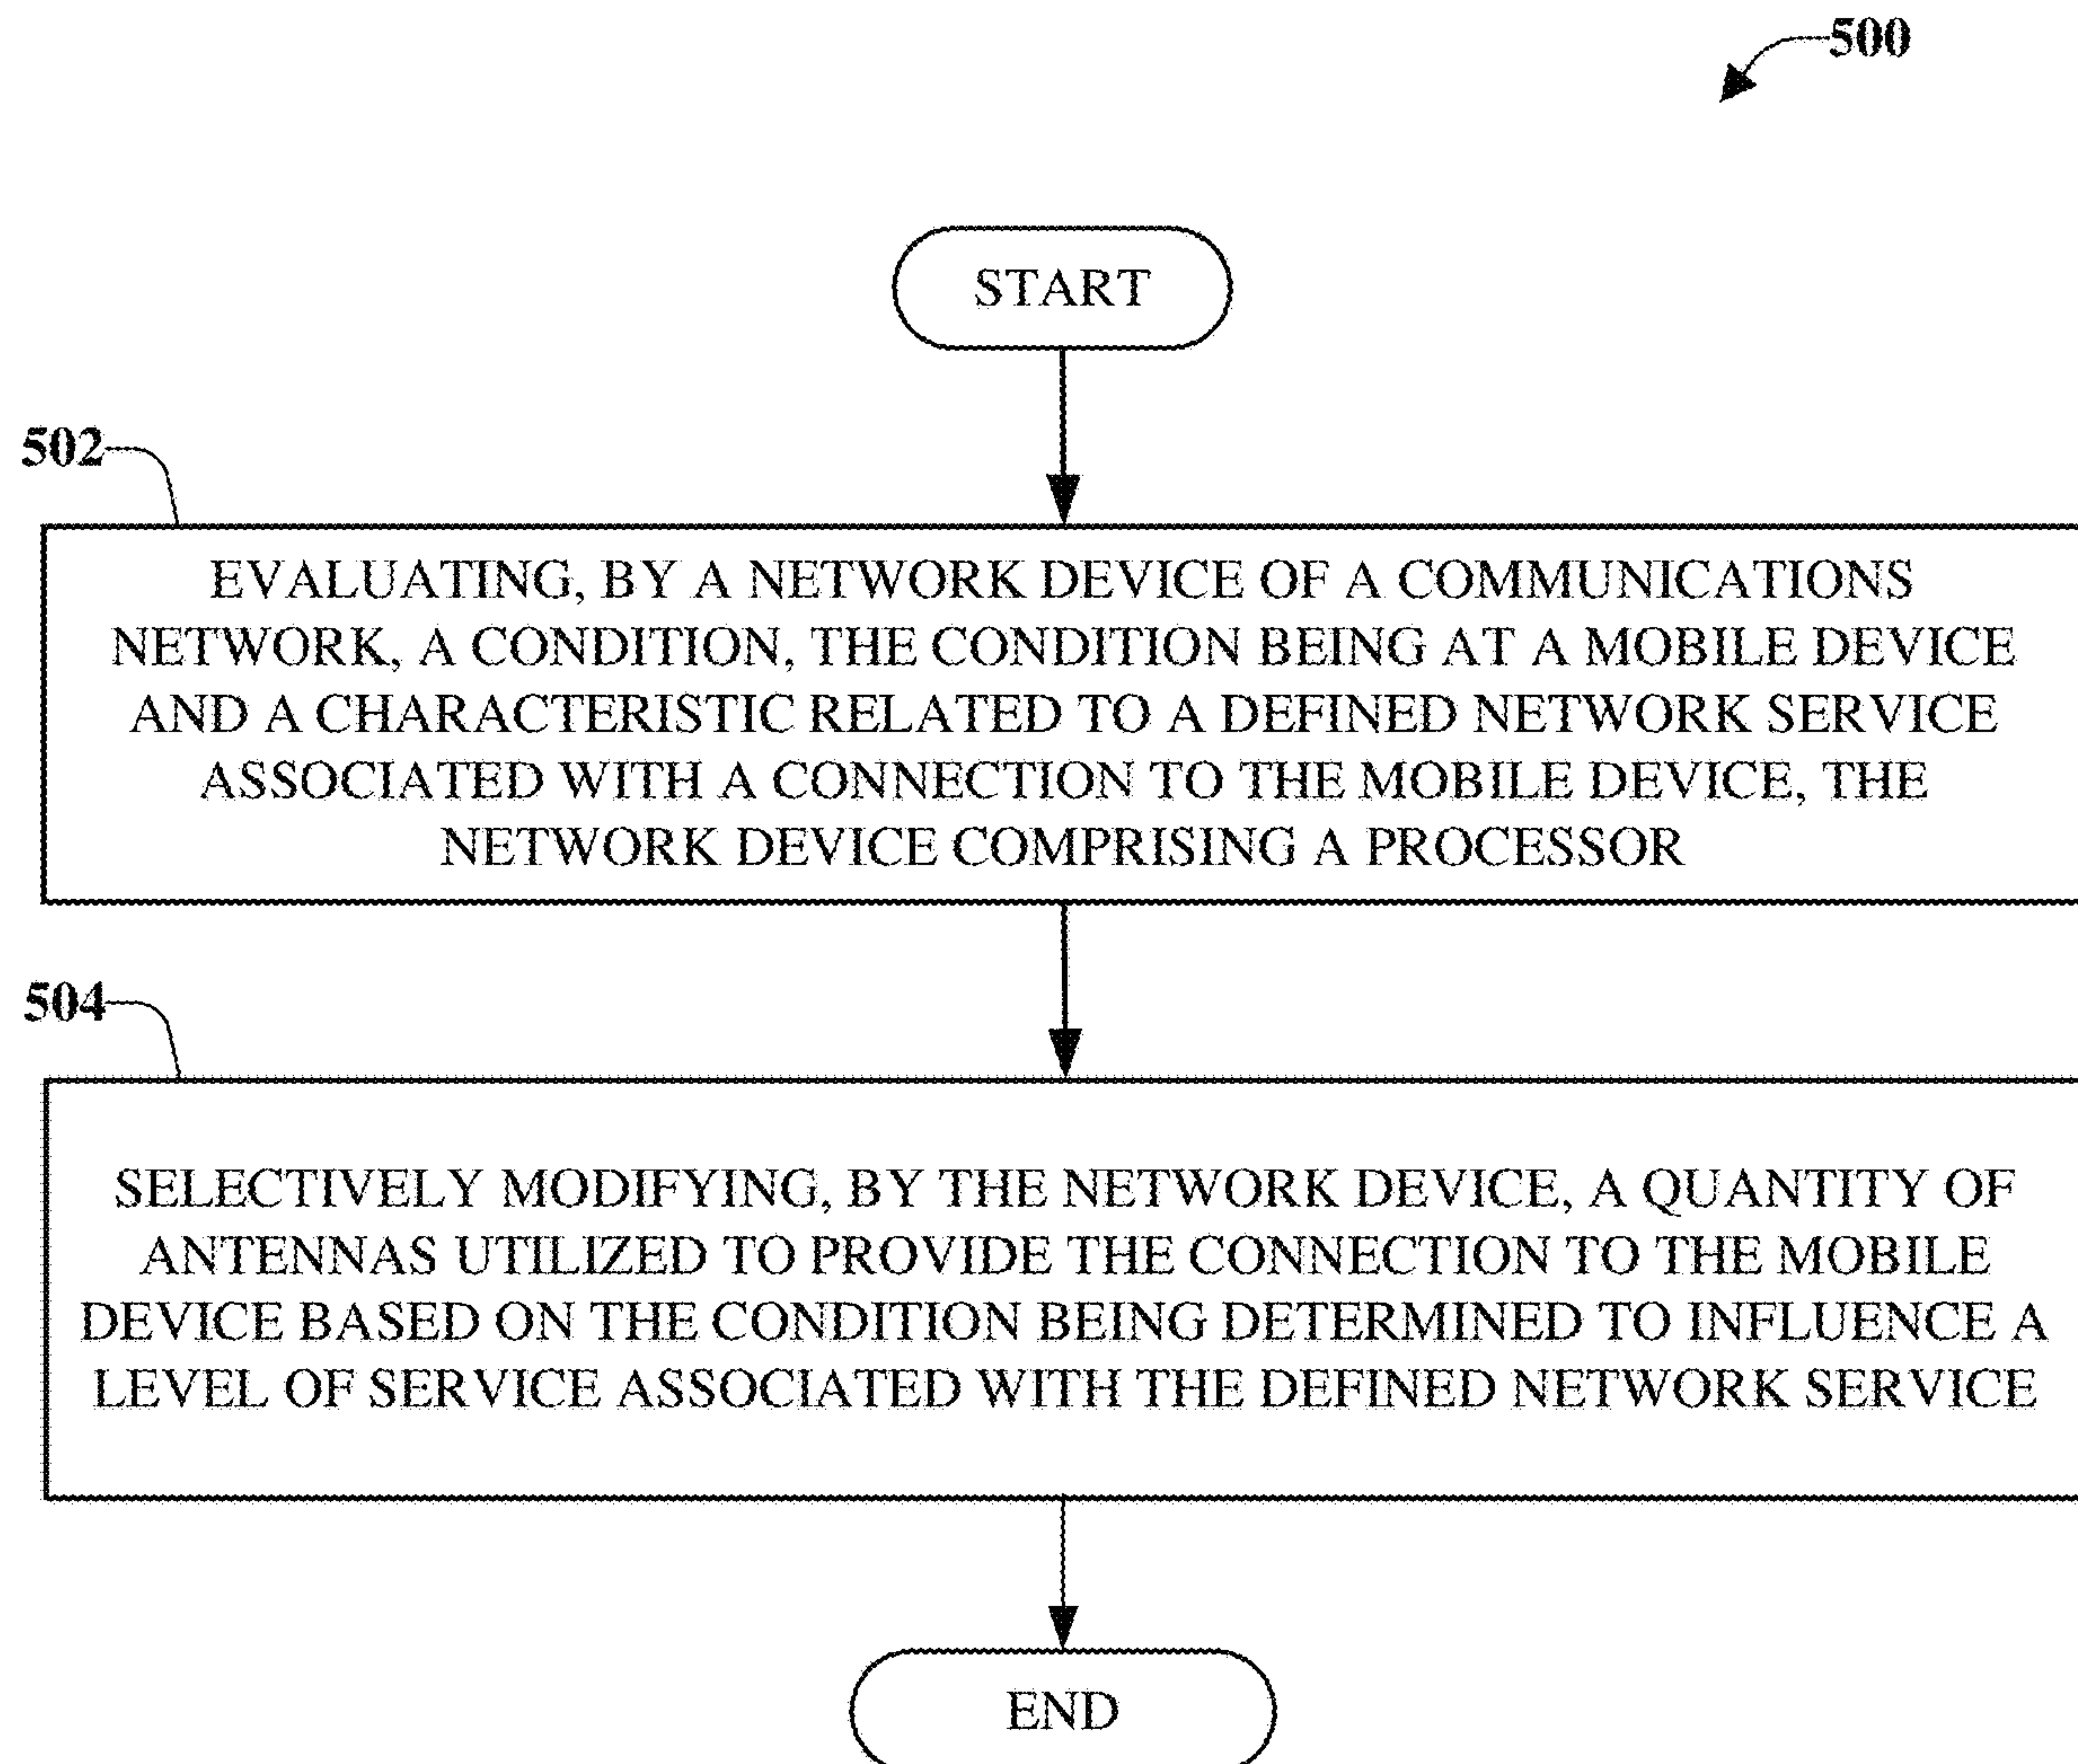 500
START
502
EVALUATING, BY A NETWORK DEVICE OF A COMMUNICATIONS
NETWORK, A CONDITION, THE CONDITION BEING AT A MOBILE DEVICE
AND A CHARACTERISTIC RELATED TO A DEFINED NETWORK SERVICE
ASSOCIATED WITH A CONNECTION TO THE MOBILE DEVICE, THE
NETWORK DEVICE COMPRISING A PROCESSOR
504
SELECTIVELY MODIFYING, BY THE NETWORK DEVICE, A QUANTITY OF
ANTENNAS UTILIZED TO PROVIDE THE CONNECTION TO THE MOBILE
DEVICE BASED ON THE CONDITION BEING DETERMINED TO INFLUENCE A
LEVEL OF SERVICE ASSOCIATED WITH THE DEFINED NETWORK SERVICE
END